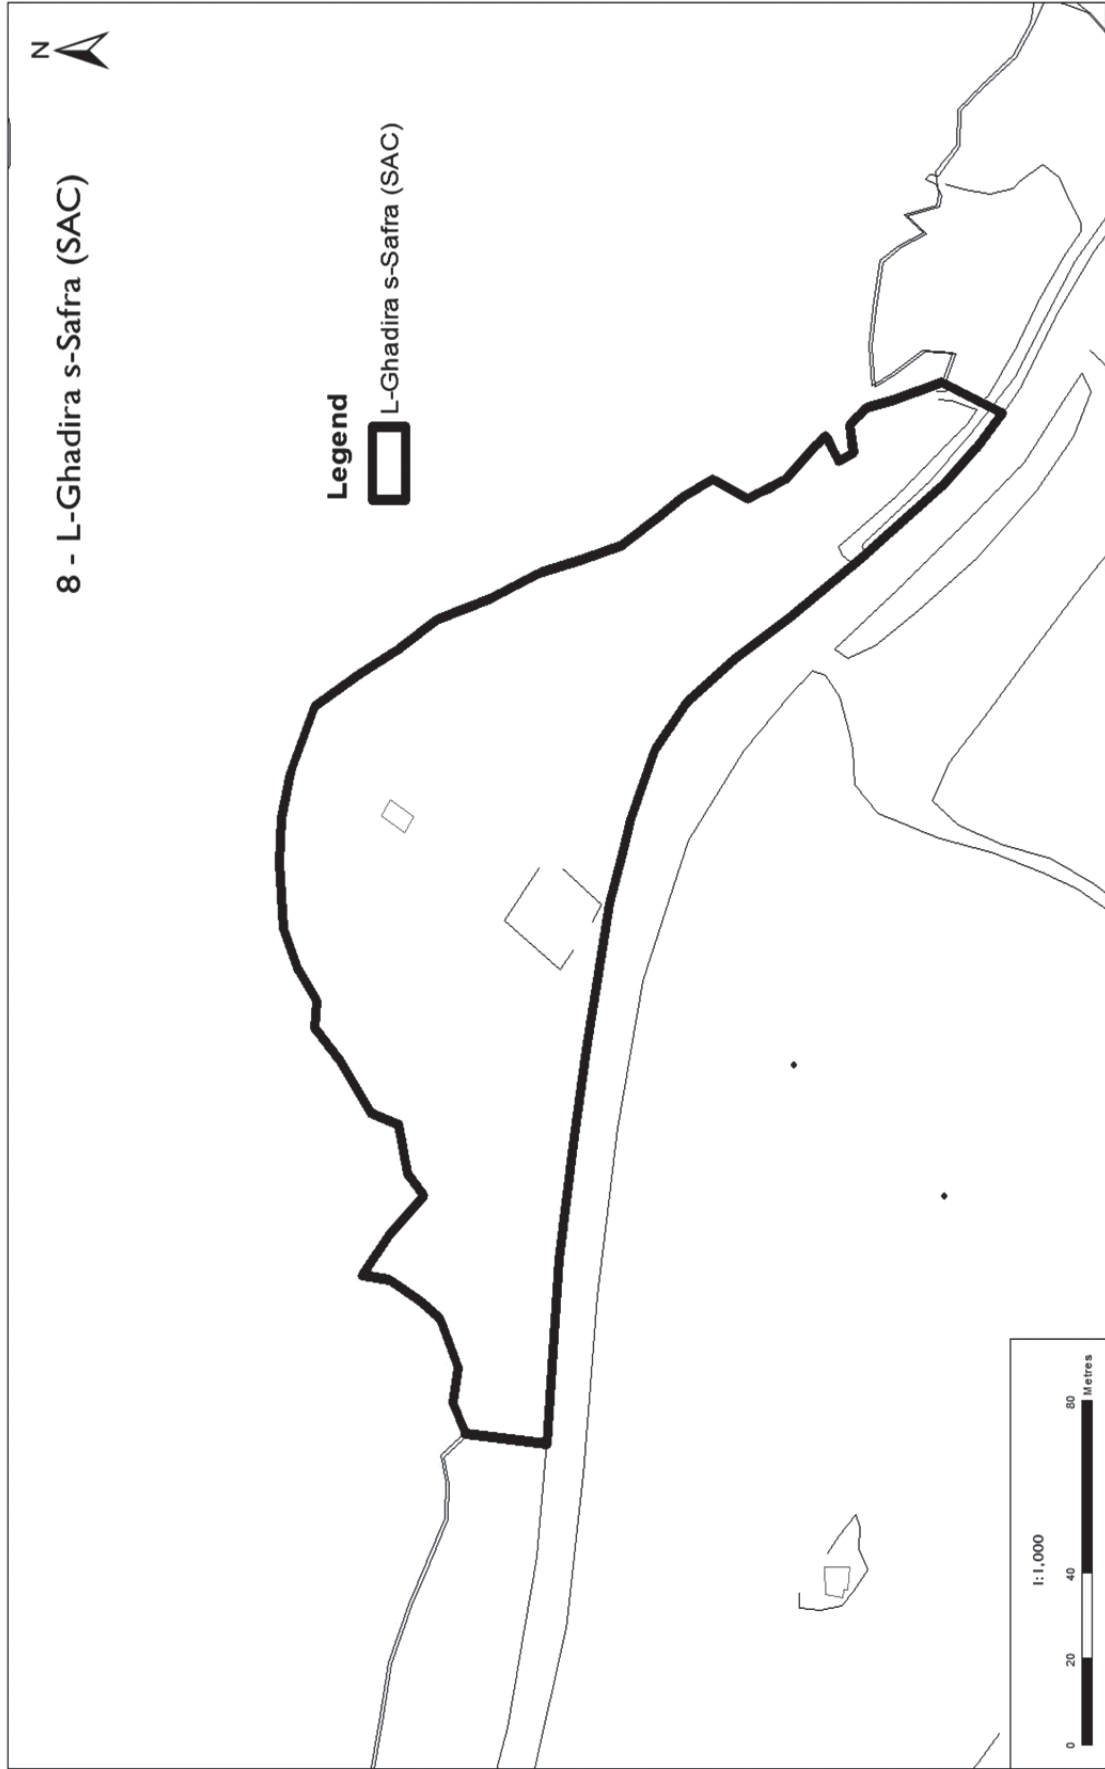 8 - L-Ghadira s-Safra (SAC)
N
Legend
L-Ghadira s-Safra (SAC)
1:1,000
0 20 40 80
Metres